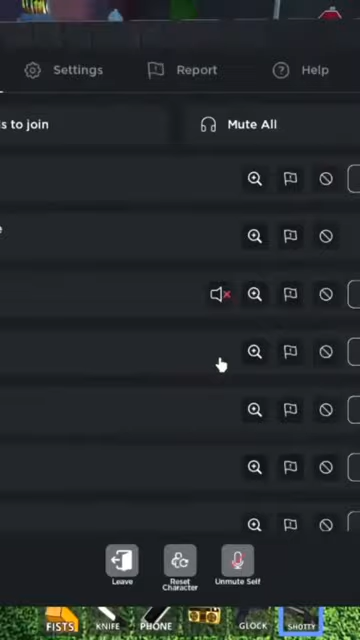 Settings
Report
Help
s to join
Mute All
e
Leave
Reset
Character
Unmute Self
FISTS
KNIFE
PHONE
GLOCK
SHOTTY